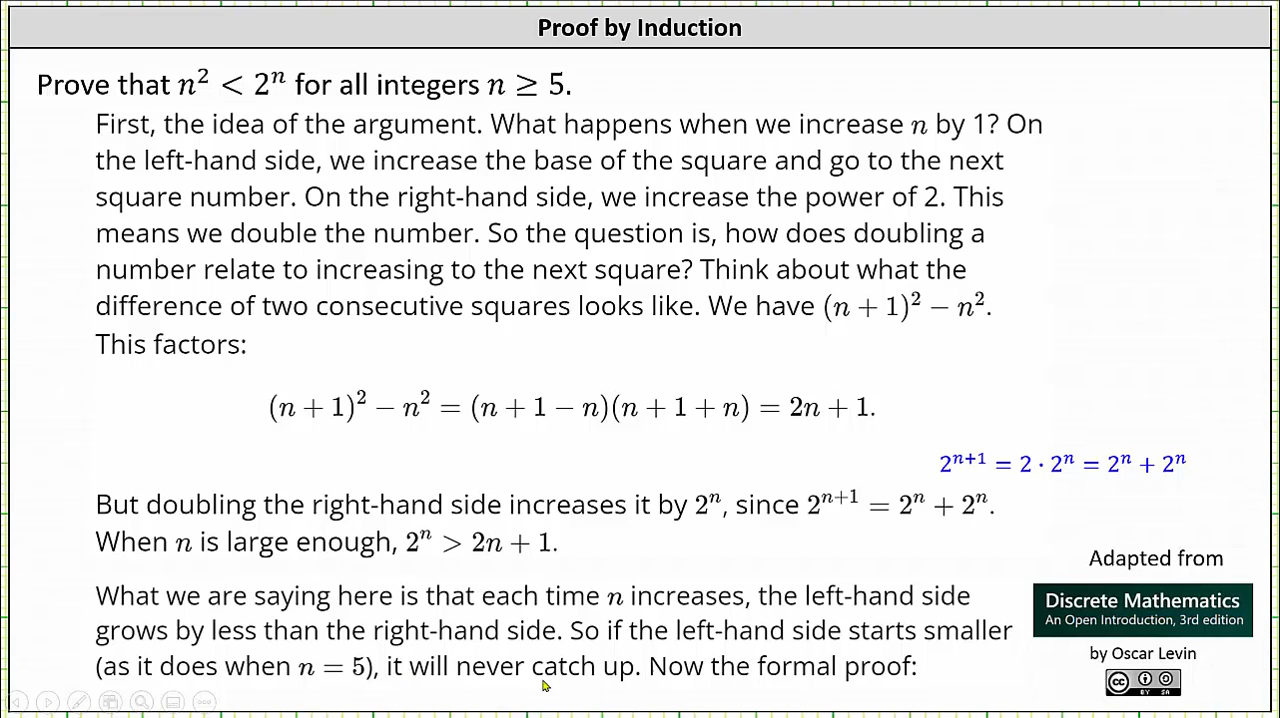 Proof by Induction
Prove that n² < 2ⁿ for all integers n ≥ 5.
First, the idea of the argument. What happens when we increase n by 1? On
the left-hand side, we increase the base of the square and go to the next
square number. On the right-hand side, we increase the power of 2. This
means we double the number. So the question is, how does doubling a
number relate to increasing to the next square? Think about what the
difference of two consecutive squares looks like. We have (n + 1)² − n².
This factors:
(n + 1)² − n² = (n + 1 − n)(n + 1 + n) = 2n + 1.
2ⁿ⁺¹ = 2 · 2ⁿ = 2ⁿ + 2ⁿ
But doubling the right-hand side increases it by 2ⁿ, since 2ⁿ⁺¹ = 2ⁿ + 2ⁿ.
When n is large enough, 2ⁿ > 2n + 1.
What we are saying here is that each time n increases, the left-hand side
grows by less than the right-hand side. So if the left-hand side starts smaller
(as it does when n = 5), it will never catch up. Now the formal proof:
Adapted from
Discrete Mathematics
An Open Introduction, 3rd edition
by Oscar Levin
cc
BY SA